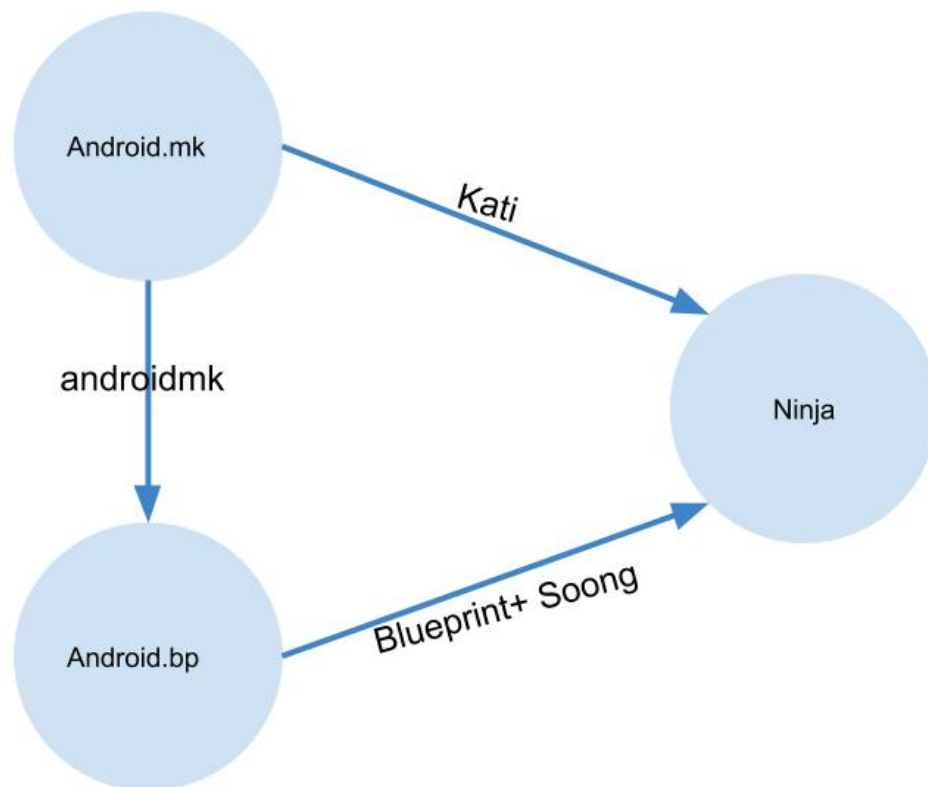 Android.mk
Kati
androidmk
Ninja
Blueprint+ Soong
Android.bp